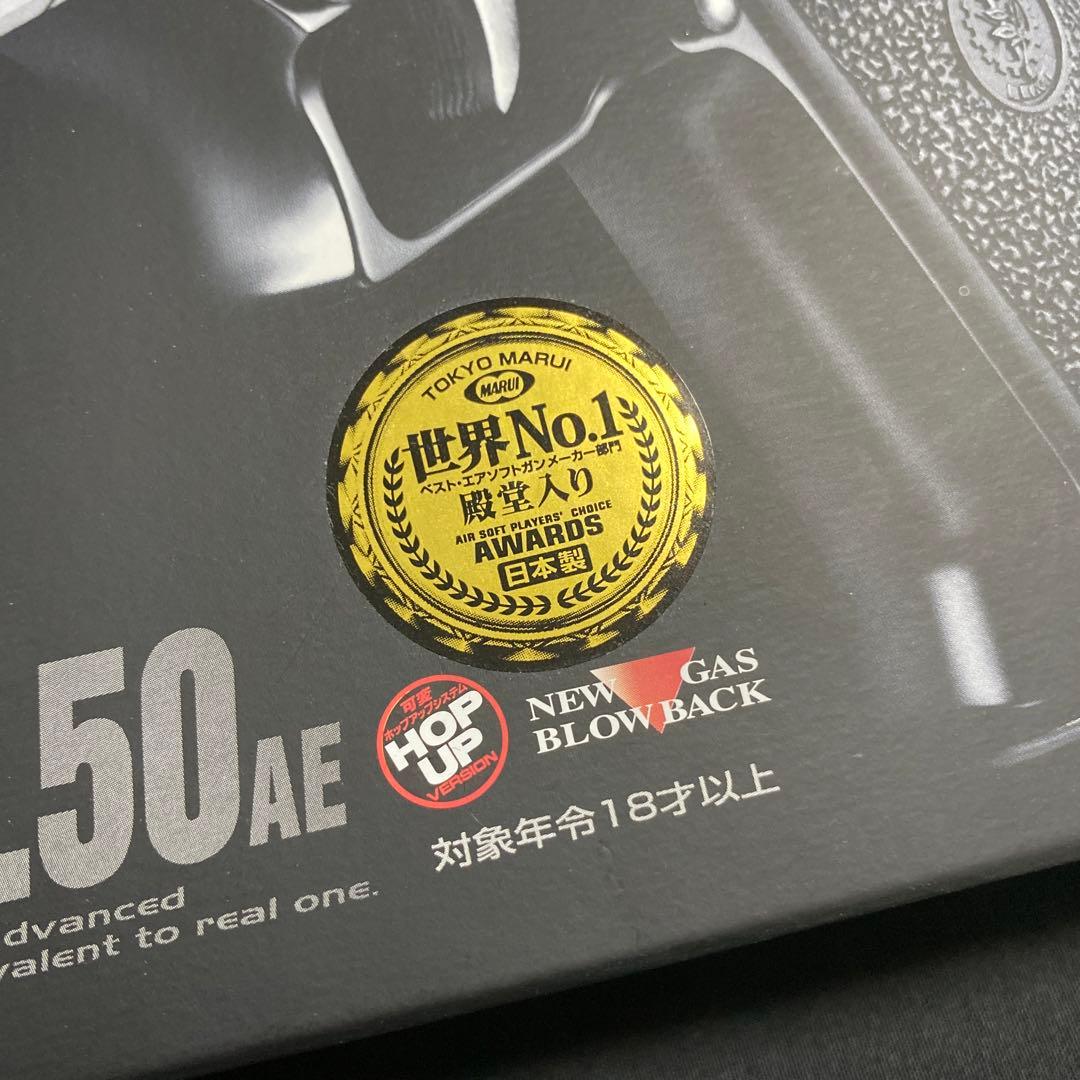 TOKYO MARUI
MARUI
世界No.1
ベスト・エアソフトガンメーカー部門
殿堂入り
AIR SOFT PLAYERS' CHOICE
AWARDS
日本製
.50AE
可変
ホップアップシステム
HOP
UP
VERSION
NEW GAS
BLOW BACK
対象年令18才以上
dvanced
valent to real one.